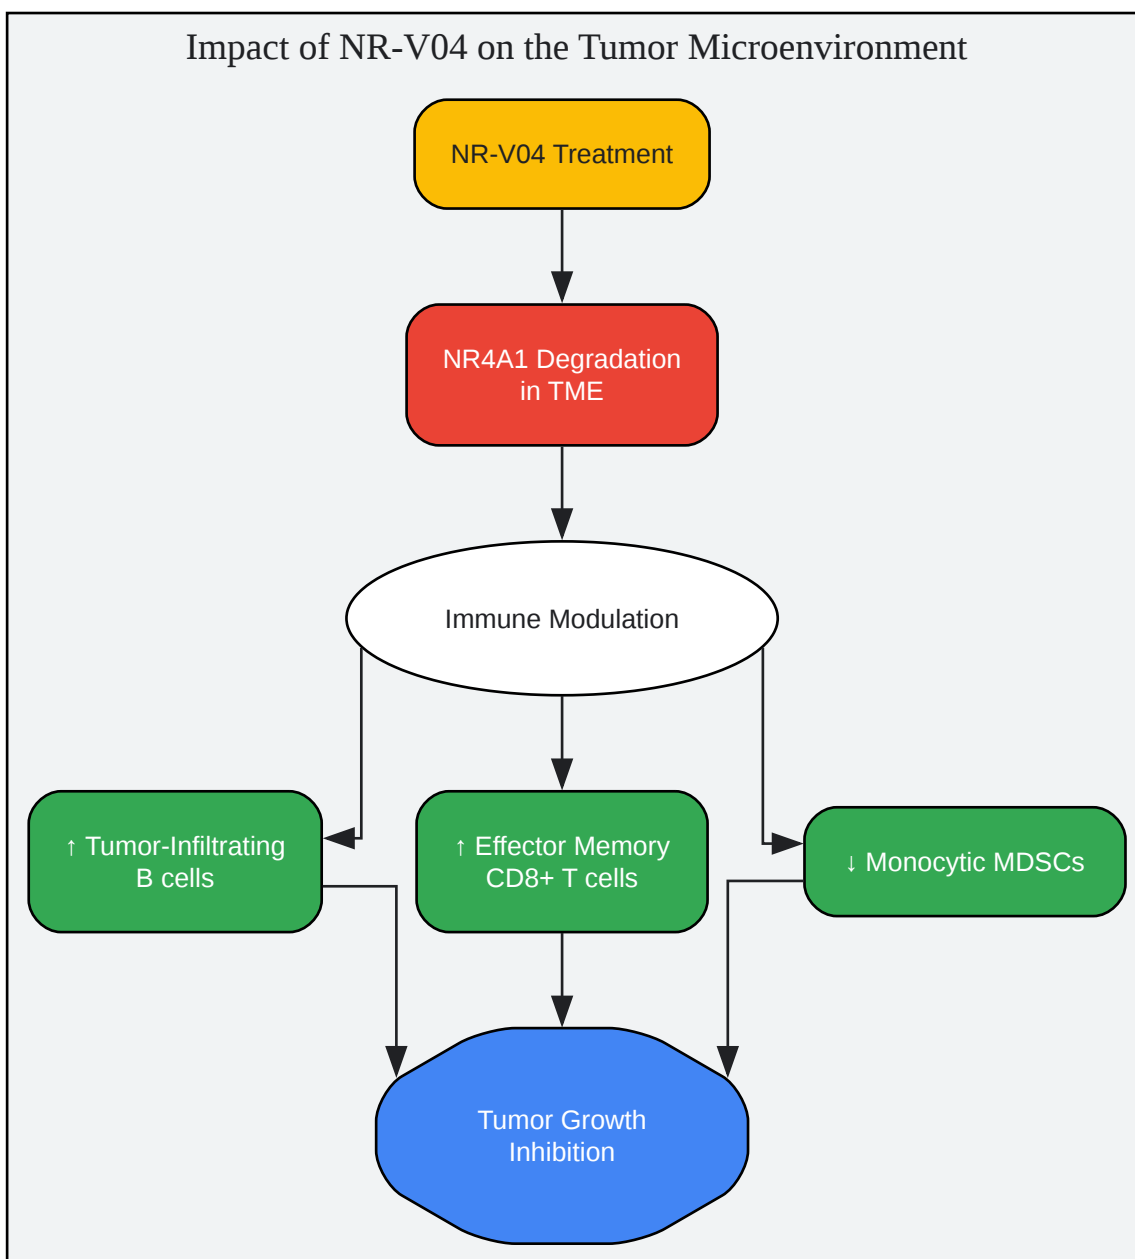 Impact of NR-V04 on the Tumor Microenvironment
NR-V04 Treatment
NR4A1 Degradation
in TME
Immune Modulation
↑ Tumor-Infiltrating
B cells
↑ Effector Memory
CD8+ T cells
↓ Monocytic MDSCs
Tumor Growth
Inhibition